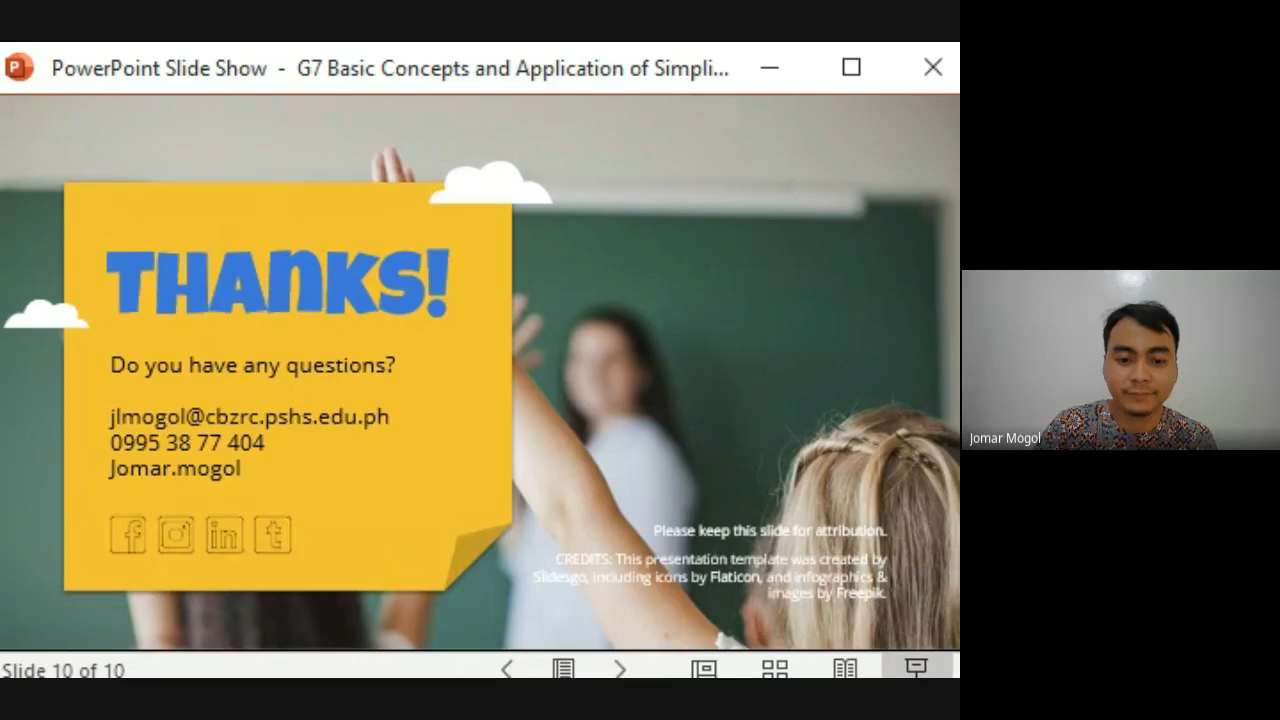 PowerPoint Slide Show - G7 Basic Concepts and Application of Simpli...
THANKS!
Do you have any questions?
jlmogol@cbzrc.pshs.edu.ph
0995 38 77 404
Jomar.mogol
Please keep this slide for attribution.
CREDITS: This presentation template was created by
Slidesgo, including icons by Flaticon, and infographics &
images by Freepik.
Slide 10 of 10
Jomar Mogol